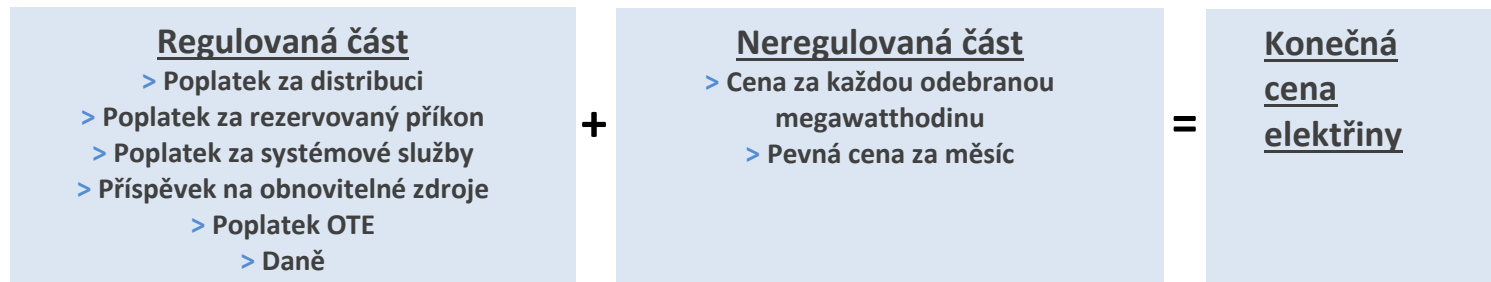 Regulovaná část
> Poplatek za distribuci
> Poplatek za rezervovaný příkon
> Poplatek za systémové služby
> Příspěvek na obnovitelné zdroje
> Poplatek OTE
> Daně
+
Neregulovaná část
> Cena za každou odebranou
megawatthodinu
> Pevná cena za měsíc
=
Konečná
cena
elektřiny